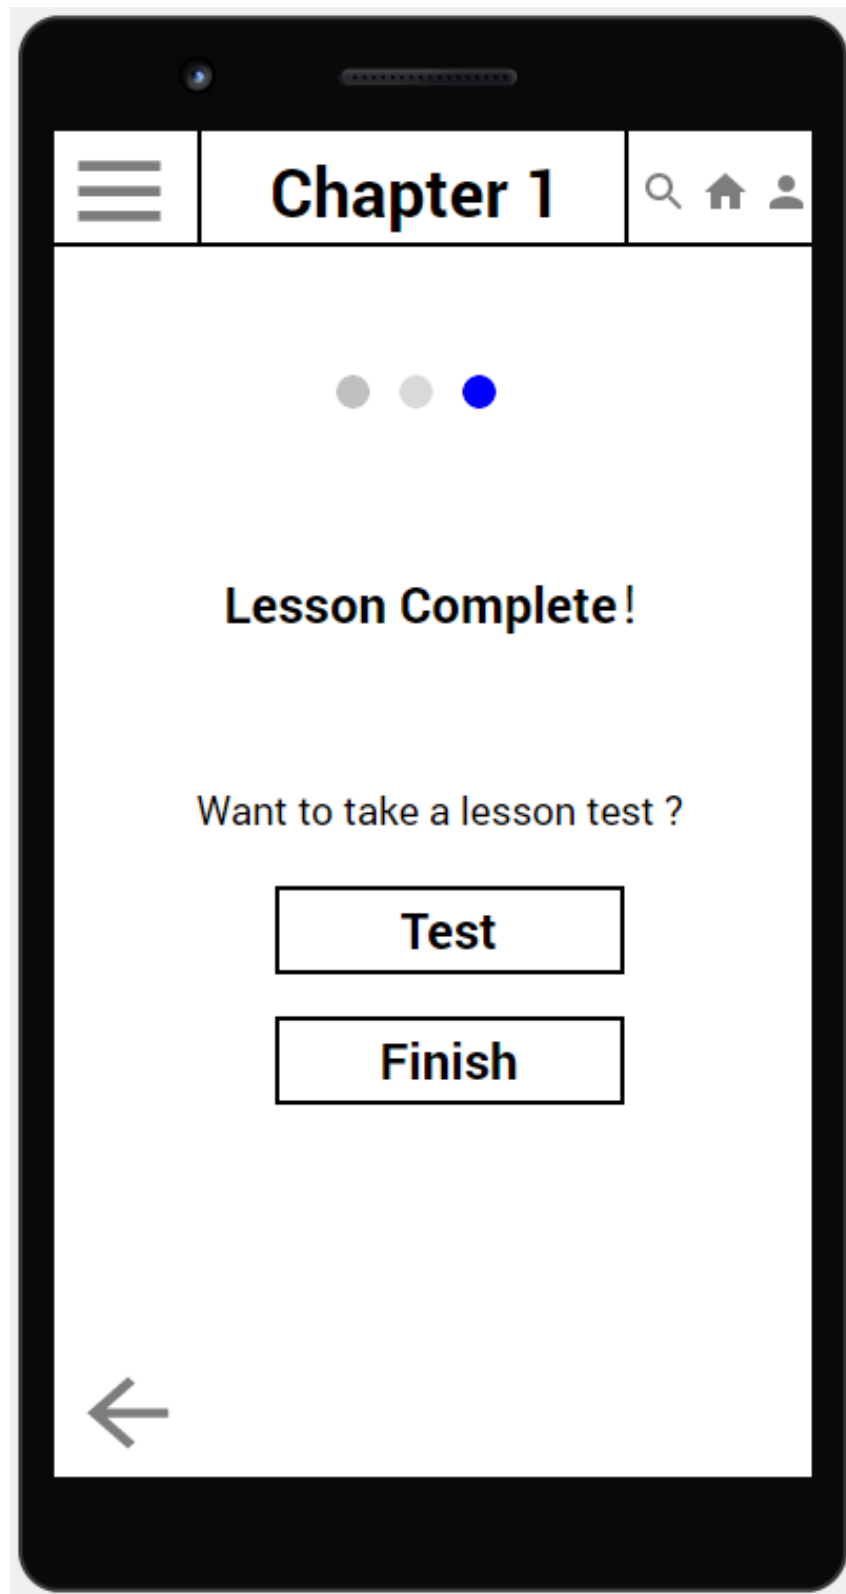 Chapter 1
Lesson Complete!
Want to take a lesson test ?
Test
Finish